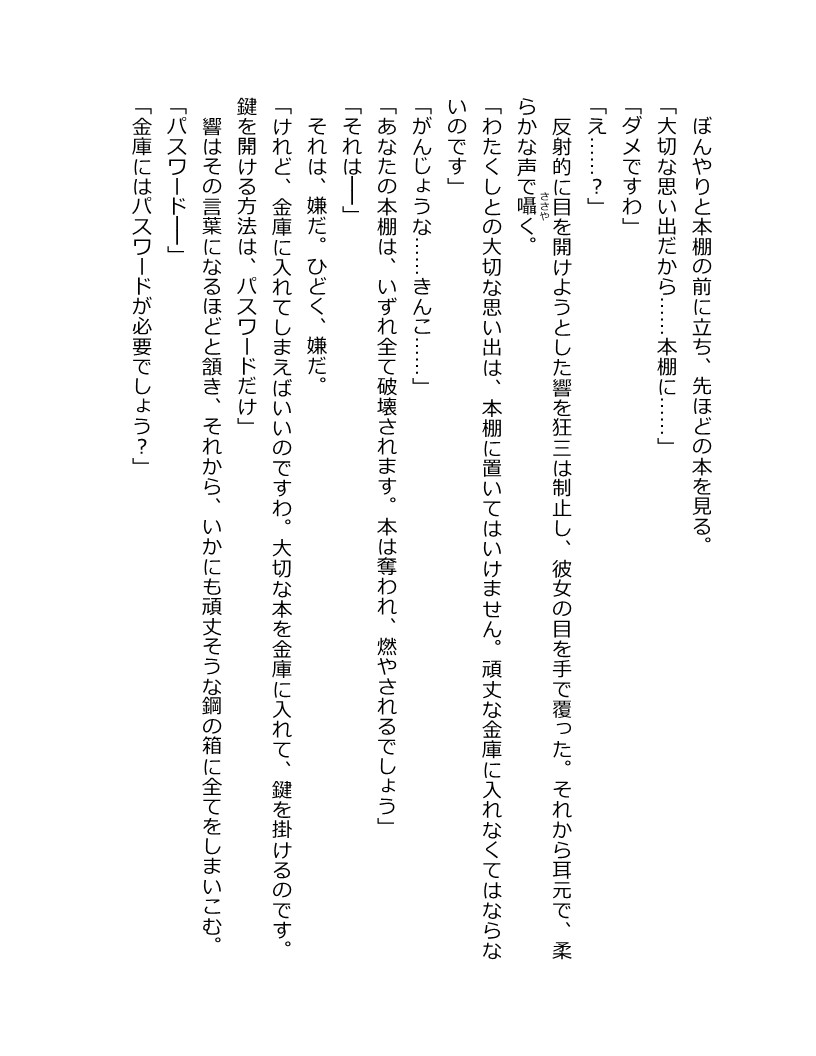 ぼんやりと本棚の前に立ち、先ほどの本を見る。
「大切な思い出だから……本棚に……」
「ダメですわ」
「え……？」
反射的に目を開けようとした響を狂三は制止し、彼女の目を手で覆った。それから耳元で、柔
らかな声で囁ささやく。
「わたくしとの大切な思い出は、本棚に置いてはいけません。頑丈な金庫に入れなくてはならな
いのです」
「がんじょうな……きんこ……」
「あなたの本棚は、いずれ全て破壊されます。本は奪われ、燃やされるでしょう」
「それは――」
それは、嫌だ。ひどく、嫌だ。
「けれど、金庫に入れてしまえばいいのですわ。大切な本を金庫に入れて、鍵を掛けるのです。
鍵を開ける方法は、パスワードだけ」
響はその言葉になるほどと頷き、それから、いかにも頑丈そうな鋼の箱に全てをしまいこむ。
「パスワード――」
「金庫にはパスワードが必要でしょう？」